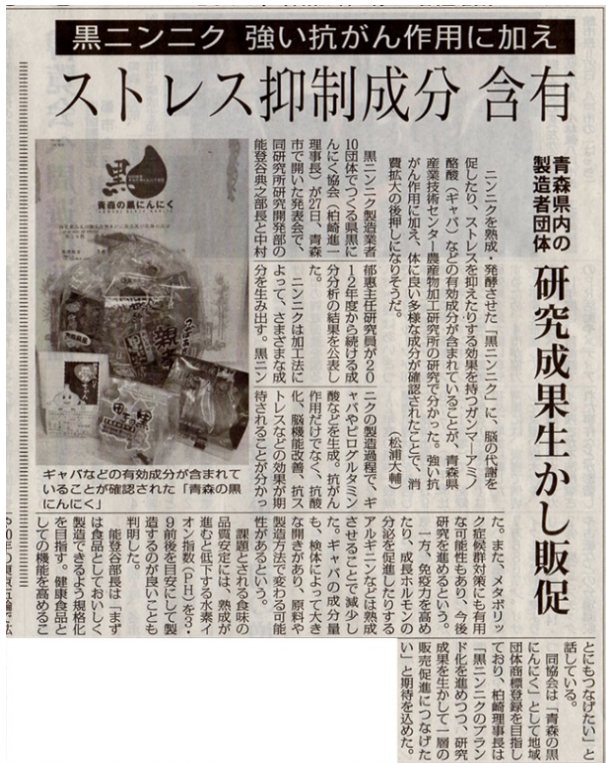 黒ニンニク 強い抗がん作用に加え
ストレス抑制成分 含有
青森県内の
製造者団体
研究成果生かし販促
ニンニクを熟成・発酵させた「黒ニンニク」に、脳の代謝を
促したり、ストレスを抑えたりする効果を持つガンマーアミノ
酪酸（ギャバ）などの有効成分が含まれていることが、青森県
産業技術センター農産物加工研究所の研究で分かった。強い抗
がん作用に加え、体に良い多様な成分が確認されたことで、消
費拡大の後押しになりそうだ。
（松浦大輔）
黒ニンニク製造業者
10団体でつくる県黒に
んにく協会（柏崎進一
理事長）が27日、青森
市で開いた発表会で、
同研究所研究開発部の
能登谷典之部長と中村
郁惠主任研究員が20
12年度から続ける成
分分析の結果を公表し
た。
ニンニクは加工法に
よって、さまざまな成
分を生み出す。黒ニン
ニクの製造過程で、ギ
ャバやピログルタミン
酸などを生成。抗がん
作用だけでなく、抗酸
化、脳機能改善、抗ス
トレスなどの効果が期
待されることが分かっ
た。また、メタボリッ
ク症候群対策にも有用
な可能性もあり、今後
研究を進めるという。
一方、免疫力を高め
たり、成長ホルモンの
分泌を促したりする
アルギニンなどは熟成
させることで減少し
た。ギャバの成分量
も、検体によって大き
な開きがあり、原料や
製造方法で変わる可能
性があるという。
課題とされる食味の
品質安定には、熟成が
進むと低下する水素イ
オン指数（PH）を3・
9前後を目安にして製
造するのが良いことも
判明した。
能登谷部長は「まず
は食品としておいしく
製造できるよう規格化
を目指す。健康食品と
しての機能を高めるこ
とにもつなげたい」と
話している。
同協会は「青森の黒
にんにく」として地域
団体商標登録を目指し
ており、柏崎理事長は
「黒ニンニクのブラン
ド化を進めつつ、研究
成果を生かして一層の
販売促進につなげた
い」と期待を込めた。
黒
青森の黒にんにく
田子の黒
ギャバなどの有効成分が含まれて
いることが確認された「青森の黒
にんにく」